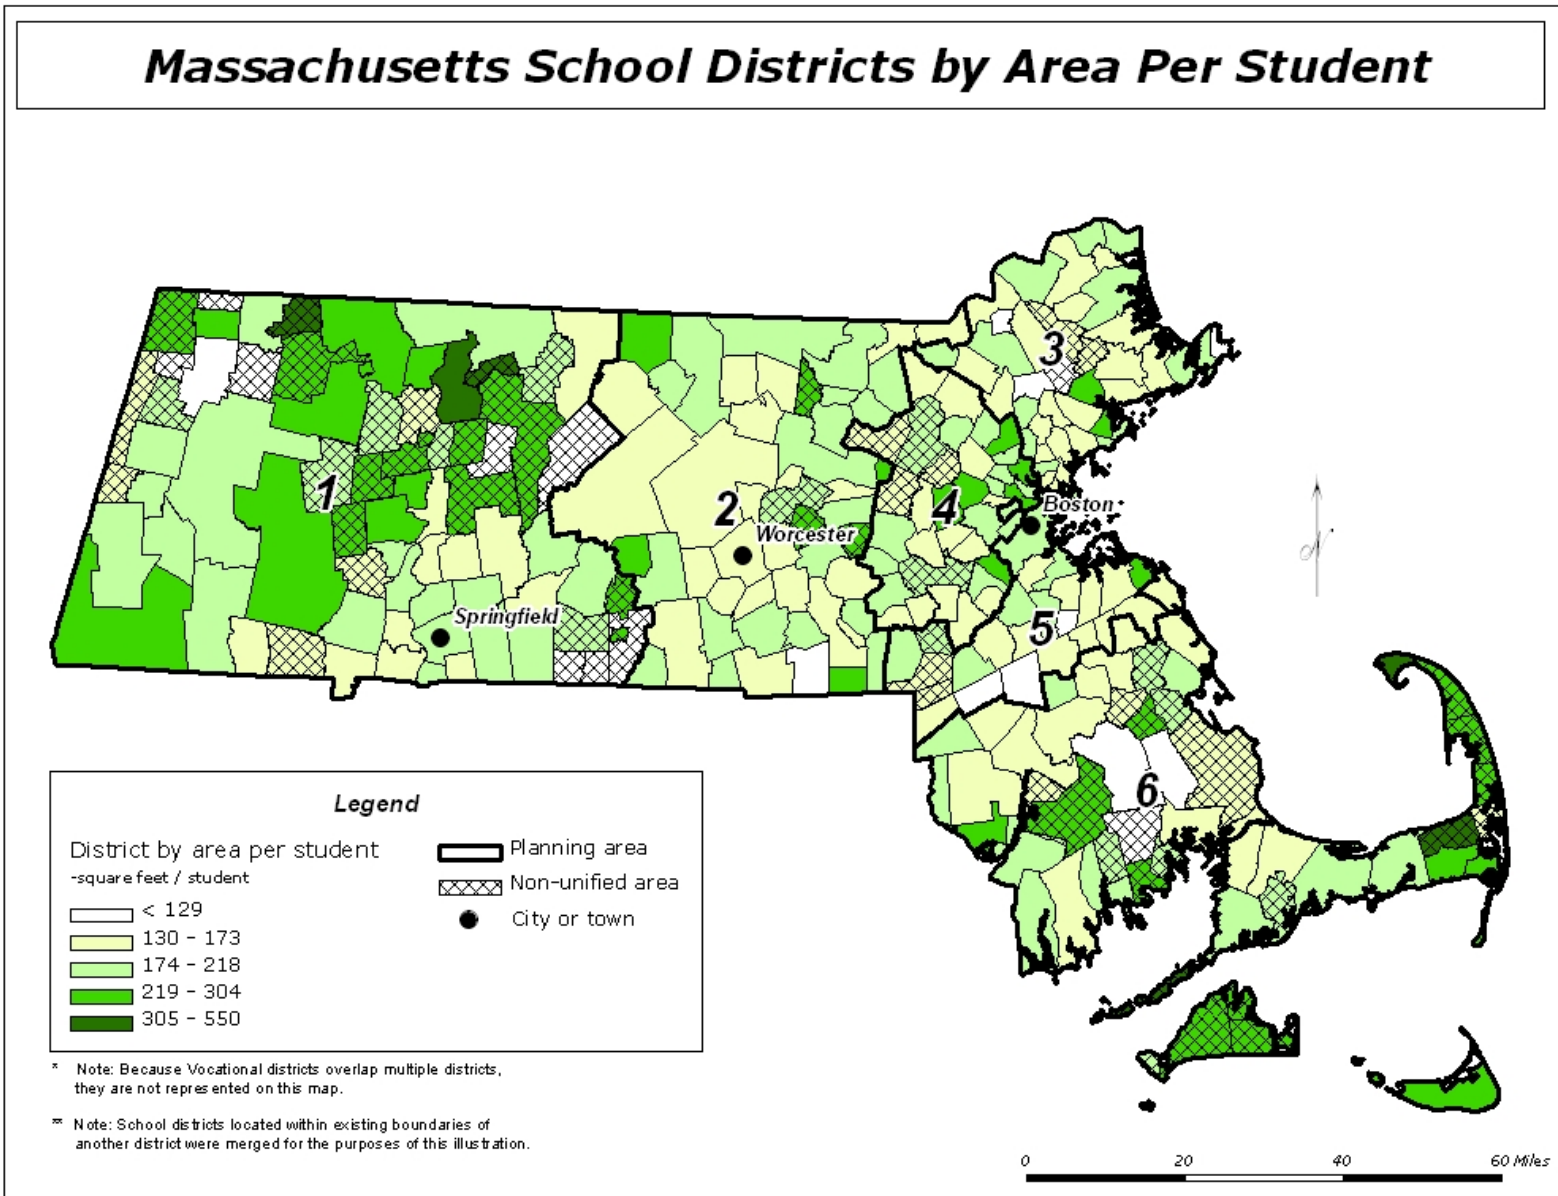 Massachusetts School Districts by Area Per Student
3
1
2
4
Boston
Worcester
Springfield
5
6
Legend
District by area per student
-square feet / student
< 129
130 - 173
174 - 218
219 - 304
305 - 550
Planning area
Non-unified area
City or town
* Note: Because Vocational districts overlap multiple districts,
they are not represented on this map.
** Note: School districts located within existing boundaries of
another district were merged for the purposes of this illustration.
0 20 40 60 Miles